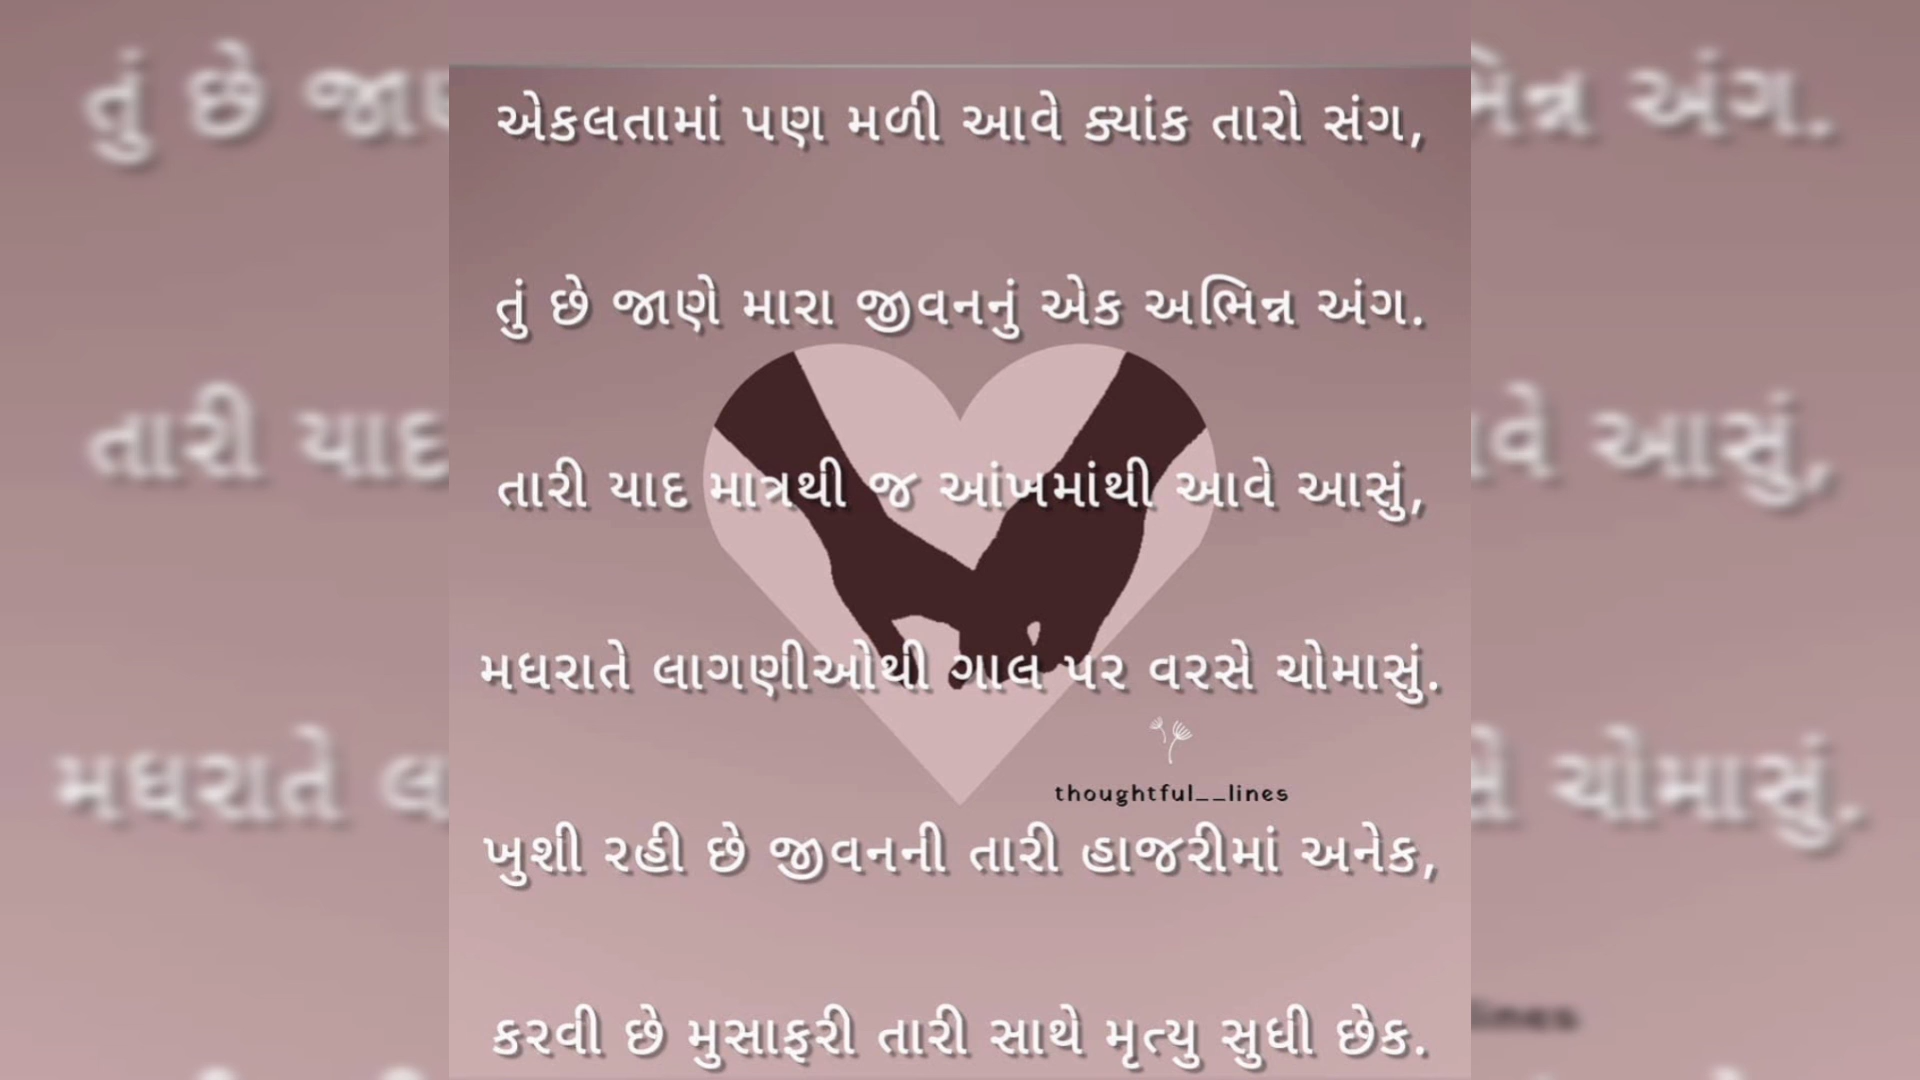 એકલતામાં પણ મળી આવે ક્યાંક તારો સંગ,
તું છે જાણે મારા જીવનનું એક અભિન્ન અંગ.
તારી યાદ માત્રથી જ આંખમાંથી આવે આસું,
મધરાતે લાગણીઓથી ગાલ પર વરસે ચોમાસું.
thoughtful__lines
ખુશી રહી છે જીવનની તારી હાજરીમાં અનેક,
કરવી છે મુસાફરી તારી સાથે મૃત્યુ સુધી છેક.